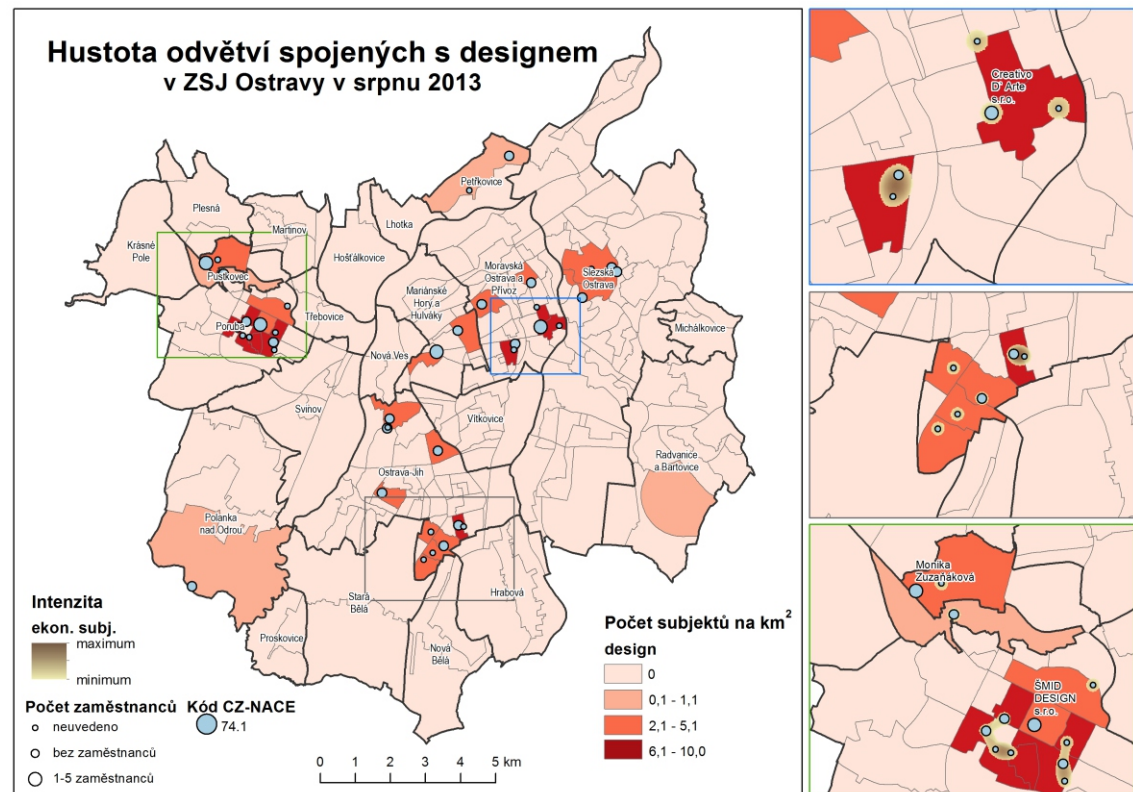 Hustota odvětví spojených s designem
v ZSJ Ostravy v srpnu 2013
Petřkovice
Plesná
Martinov
Lhotka
Krásné
Pole
Hošťálkovice
Pustkovec
Moravská
Ostrava a
Přívoz
Slezská
Ostrava
Mariánské
Hory a
Hulváky
Poruba
Třebovice
Michálkovice
Nová Ves
Svinov
Vítkovice
Ostrava-Jih
Radvanice
a Bartovice
Polanka
nad Odrou
Stará
Bělá
Hrabová
Proskovice
Nová
Bělá
Intenzita
ekon. subj.
maximum
minimum
Počet zaměstnanců
neuvedeno
bez zaměstnanců
1-5 zaměstnanců
Kód CZ-NACE
74.1
0 1 2 3 4 5 km
Počet subjektů na km²
design
0
0,1 - 1,1
2,1 - 5,1
6,1 - 10,0
Creativo
D´ Arte
s.r.o.
Monika
Zuzaňáková
ŠMID
DESIGN
s.r.o.